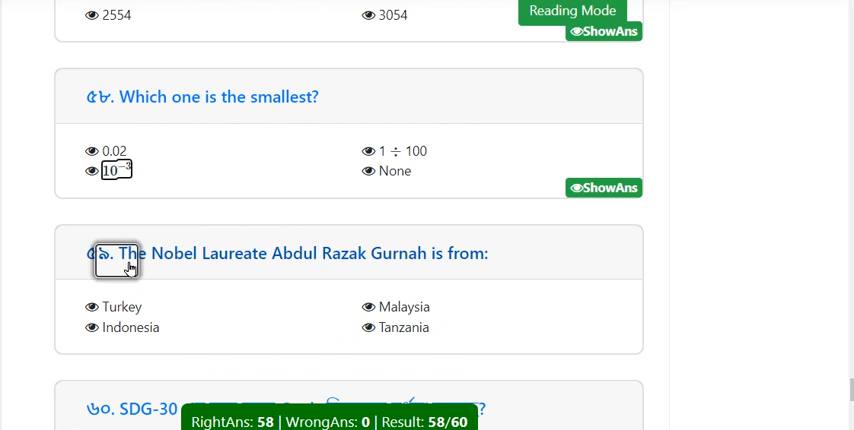 2554 3054
Reading Mode
ShowAns
৫৮. Which one is the smallest?
0.02 1 ÷ 100
10⁻³ None
ShowAns
৫৯. The Nobel Laureate Abdul Razak Gurnah is from:
Turkey Malaysia
Indonesia Tanzania
৬০. SDG-30 ?
RightAns: 58 | WrongAns: 0 | Result: 58/60